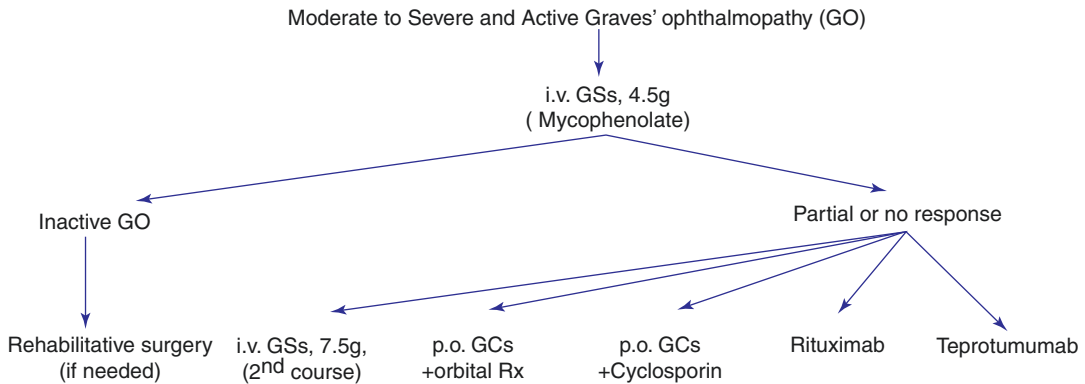 Moderate to Severe and Active Graves' ophthalmopathy (GO)
i.v. GSs, 4.5g
( Mycophenolate)
Inactive GO
Partial or no response
Rehabilitative surgery
(if needed)
i.v. GSs, 7.5g,
(2nd course)
p.o. GCs
+orbital Rx
p.o. GCs
+Cyclosporin
Rituximab
Teprotumumab